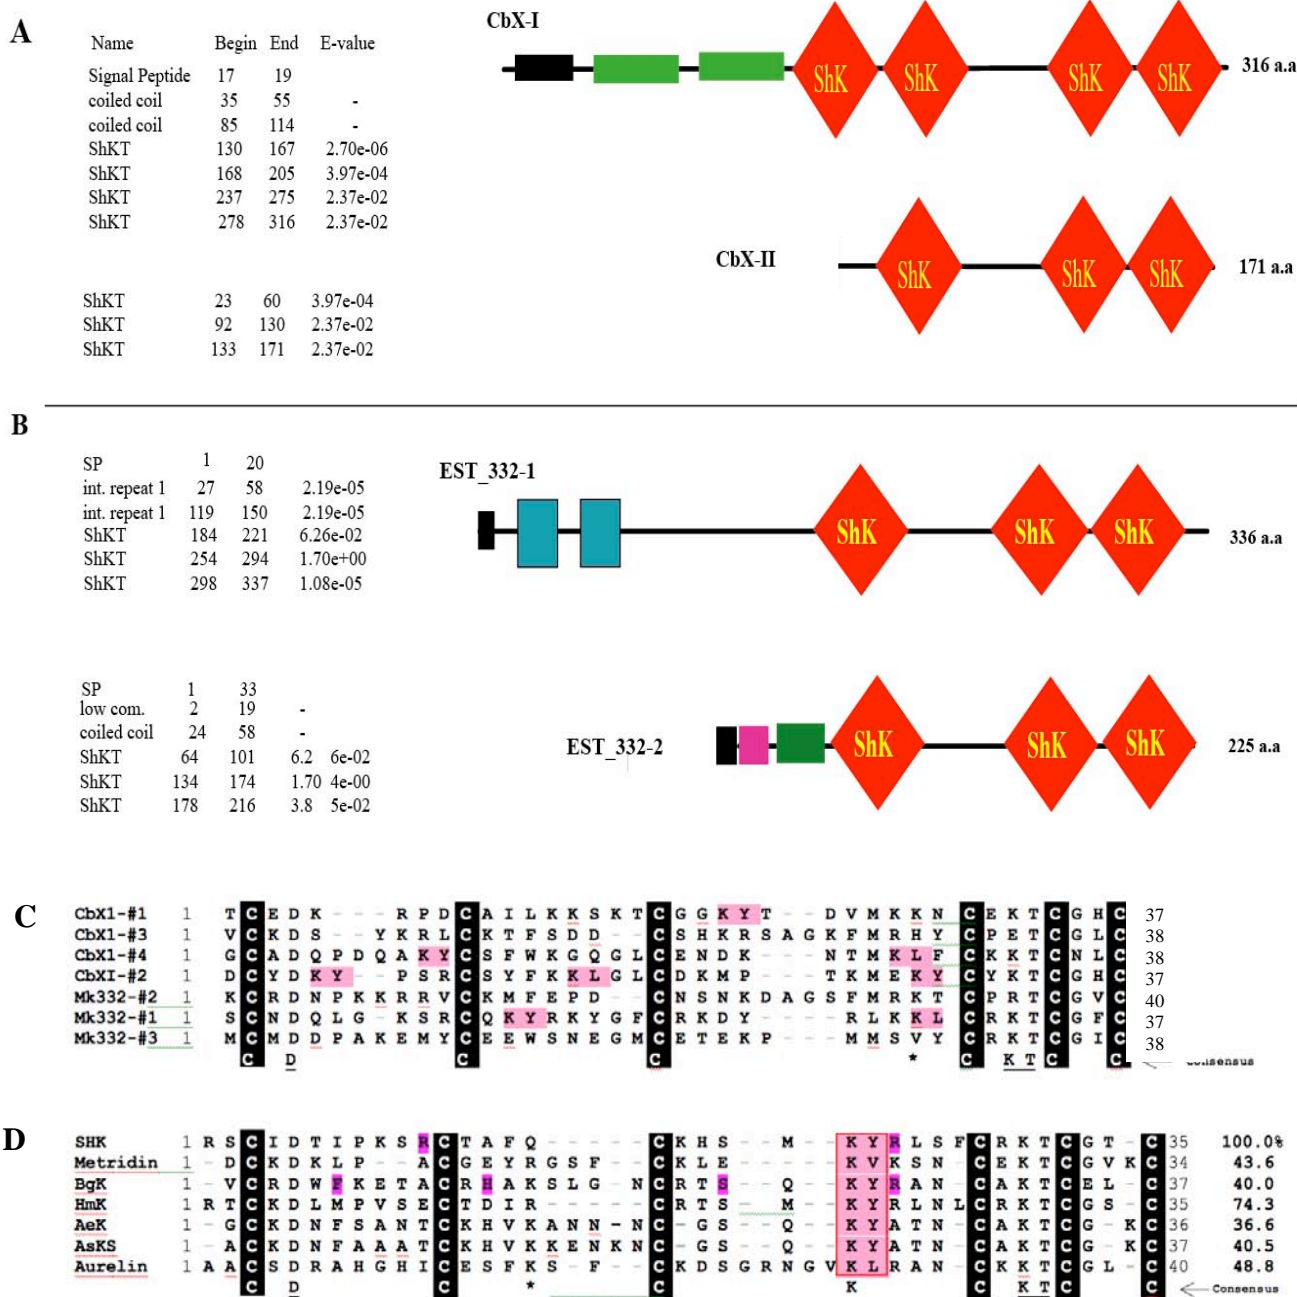 A
CbX-I
Name Begin End E-value
Signal Peptide 17 19
coiled coil 35 55 -
coiled coil 85 114 -
ShKT 130 167 2.70e-06
ShKT 168 205 3.97e-04
ShKT 237 275 2.37e-02
ShKT 278 316 2.37e-02
ShK ShK ShK ShK 316 a.a
CbX-II ShK ShK ShK 171 a.a
ShKT 23 60 3.97e-04
ShKT 92 130 2.37e-02
ShKT 133 171 2.37e-02
B
SP 1 20
int. repeat 1 27 58 2.19e-05
int. repeat 1 119 150 2.19e-05
ShKT 184 221 6.26e-02
ShKT 254 294 1.70e+00
ShKT 298 337 1.08e-05
EST_332-1
ShK ShK ShK 336 a.a
SP 1 33
low com. 2 19 -
coiled coil 24 58 -
ShKT 64 101 6.2 6e-02
ShKT 134 174 1.70 4e-00
ShKT 178 216 3.8 5e-02
EST_332-2 ShK ShK ShK 225 a.a
C
CbX1-#1 1 T C E D K - - - R P D C A I L K K S K T C G G K Y T - - D V M K K N C E K T C G H C 37
CbX1-#3 1 V C K D S - - Y K R L C K T F S D D - - C S H K R S A G K F M R H Y C P E T C G L C 38
CbX1-#4 1 G C A D Q P D Q A K Y C S F W K G Q G L C E N D K - - - N T M K L F C K K T C N L C 38
CbXI-#2 1 D C Y D K Y - - P S R C S Y F K K L G L C D K M P - - - T K M E K Y C Y K T C G H C 37
Mk332-#2 1 K C R D N P K K R R V C K M F E P D - - C N S N K D A G S F M R K T C P R T C G V C 40
Mk332-#1 1 S C N D Q L G - K S R C Q K Y R K Y G F C R K D Y - - - R L K K L C R K T C G F C 37
Mk332-#3 1 M C M D D P A K E M Y C E E W S N E G M C E T E K P - - - M M S V Y C R K T C G I C 38
C D C C * C K T C C Consensus
D
SHK 1 R S C I D T I P K S R C T A F Q - - - - - C K H S - - M - - K Y R L S F C R K T C G T - C 35 100.0%
Metridin 1 - D C K D K L P - - A C G E Y R G S F - - C K L E - - - - - K V K S N - C E K T C G V K C 34 43.6
BgK 1 - V C R D W F K E T A C R H A K S L G - N C R T S - - Q - - K Y R A N - C A K T C E L - C 37 40.0
HmK 1 R T C K D L M P V S E C T D I R - - - - - C R T S - - M - - K Y R L N L C R K T C G S - C 35 74.3
AeK 1 - G C K D N F S A N T C K H V K A N N - N C - G S - - Q - - K Y A T N - C A K T C G - K C 36 36.6
AsKS 1 - A C K D N F A A A T C K H V K K E N K N C - G S - - Q - - K Y A T N - C A K T C G - K C 37 40.5
Aurelin 1 A A C S D R A H G H I C E S F K S - F - - C K D S G R N G V K L R A N - C K K T C G L - C 40 48.8
C D C * C K C K T C C Consensus